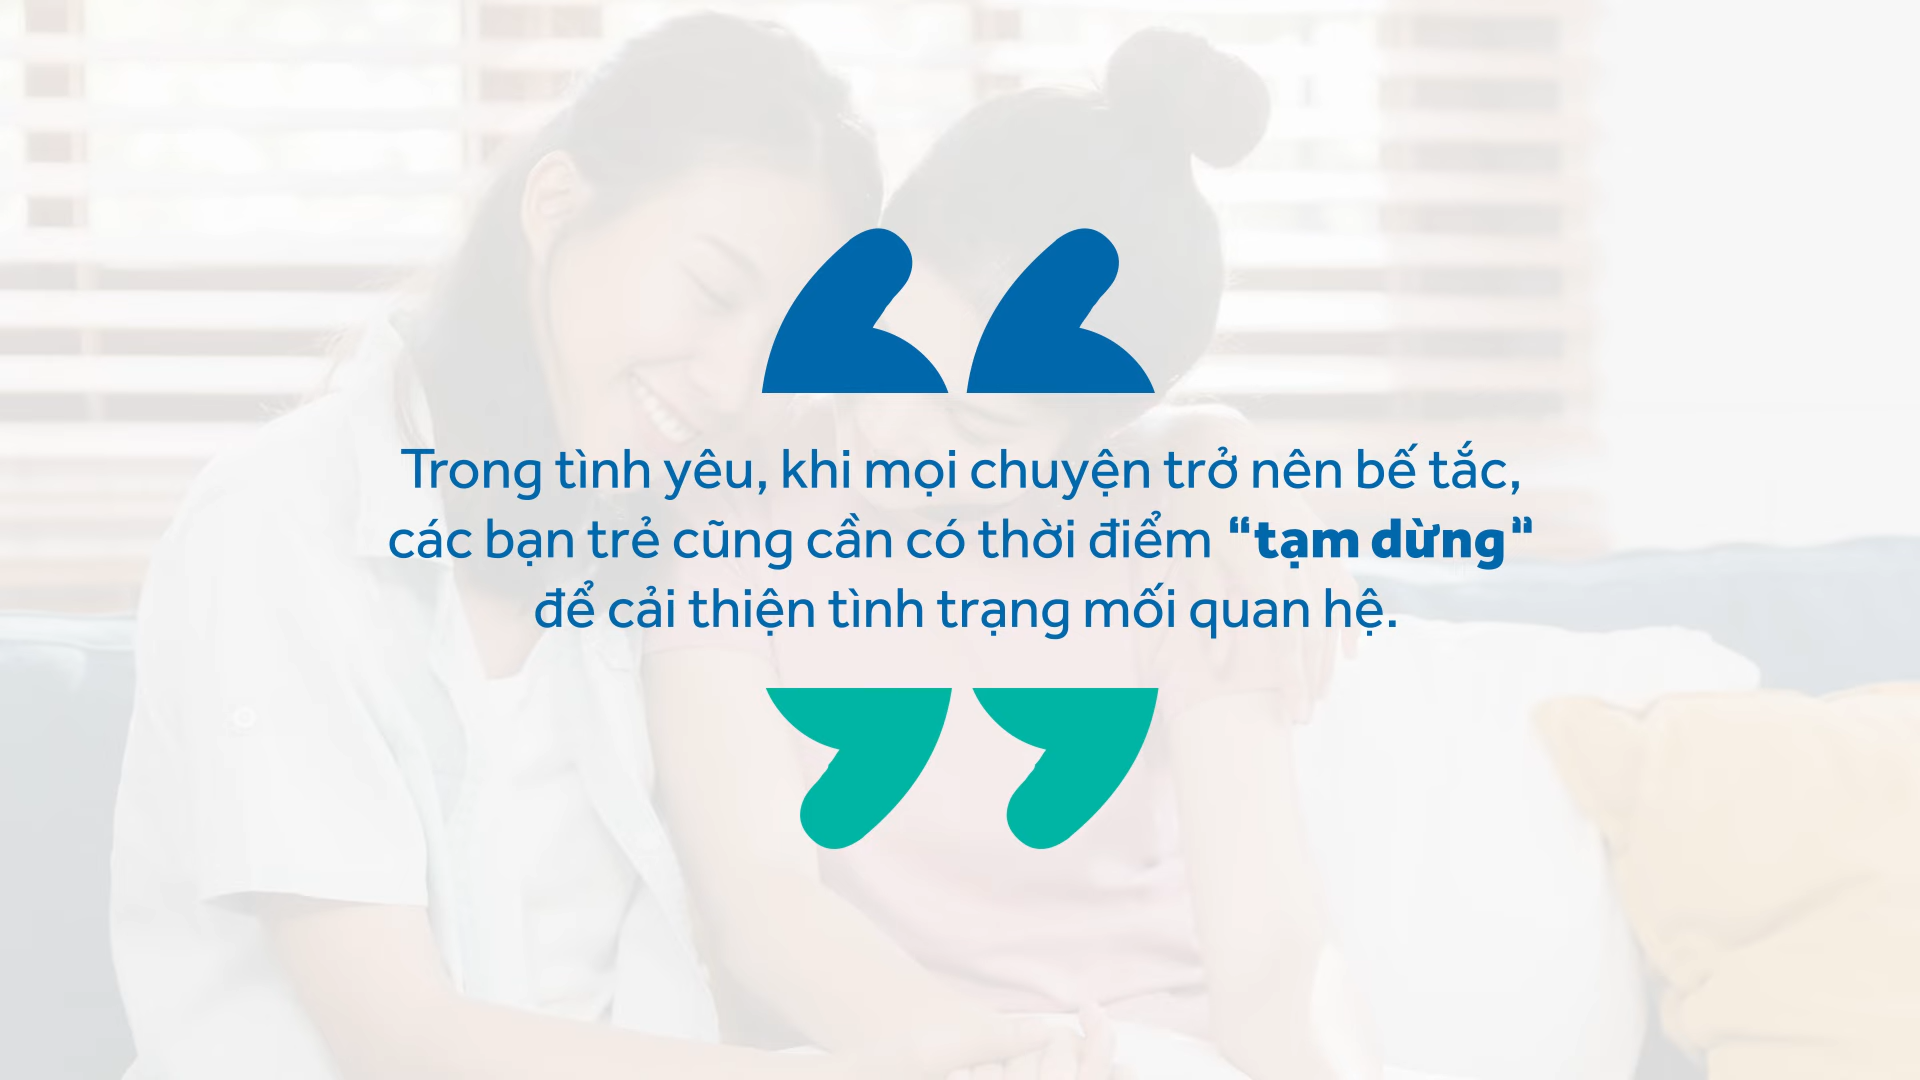 Trong tình yêu, khi mọi chuyện trở nên bế tắc,
các bạn trẻ cũng cần có thời điểm “tạm dừng”
để cải thiện tình trạng mối quan hệ.